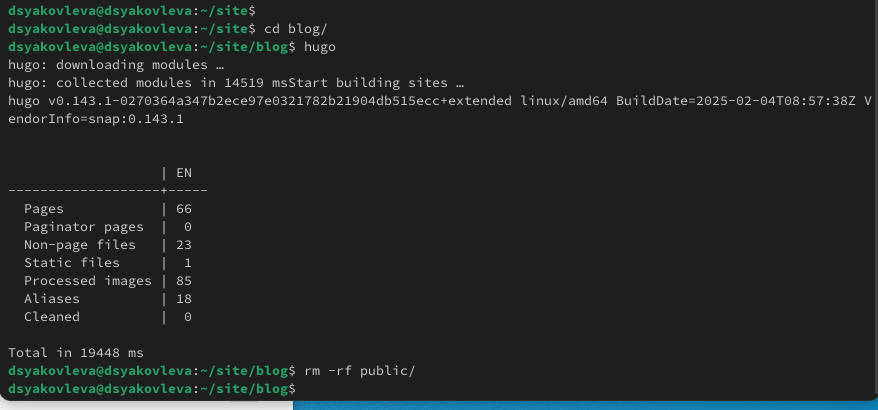 dsyakovleva@dsyakovleva:~/site$
dsyakovleva@dsyakovleva:~/site$ cd blog/
dsyakovleva@dsyakovleva:~/site/blog$ hugo
hugo: downloading modules …
hugo: collected modules in 14519 msStart building sites …
hugo v0.143.1-0270364a347b2ece97e0321782b21904db515ecc+extended linux/amd64 BuildDate=2025-02-04T08:57:38Z V
endorInfo=snap:0.143.1
                   | EN
-------------------+-----
  Pages            | 66
  Paginator pages  |  0
  Non-page files   | 23
  Static files     |  1
  Processed images | 85
  Aliases          | 18
  Cleaned          |  0
Total in 19448 ms
dsyakovleva@dsyakovleva:~/site/blog$ rm -rf public/
dsyakovleva@dsyakovleva:~/site/blog$